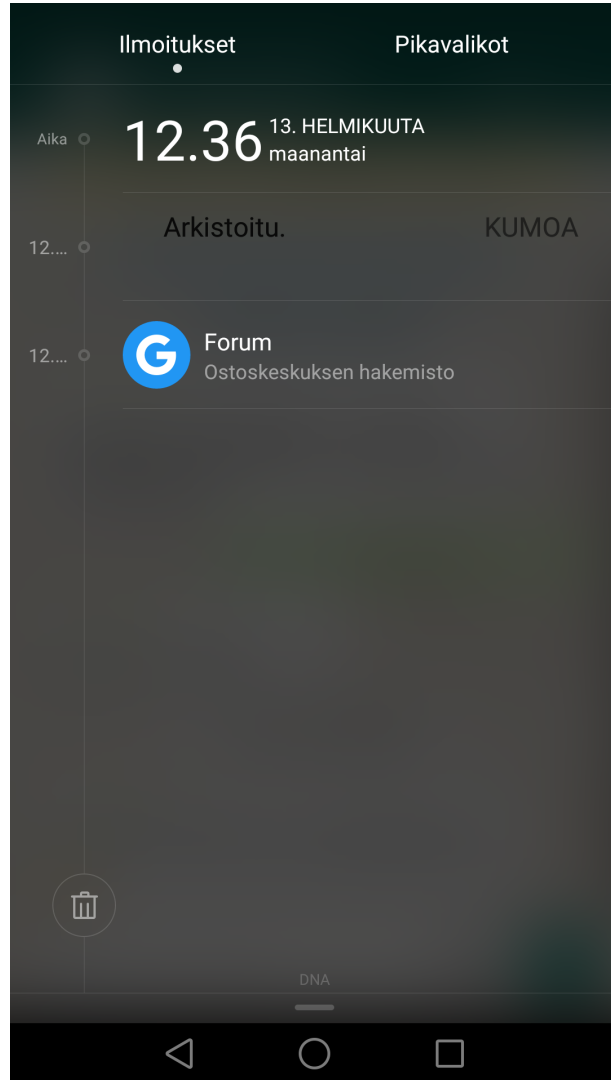 Ilmoitukset Pikavalikot
Aika 12.36 13. HELMIKUUTA
maanantai
12.... Arkistoitu. KUMOA
12.... Forum
Ostoskeskuksen hakemisto
DNA